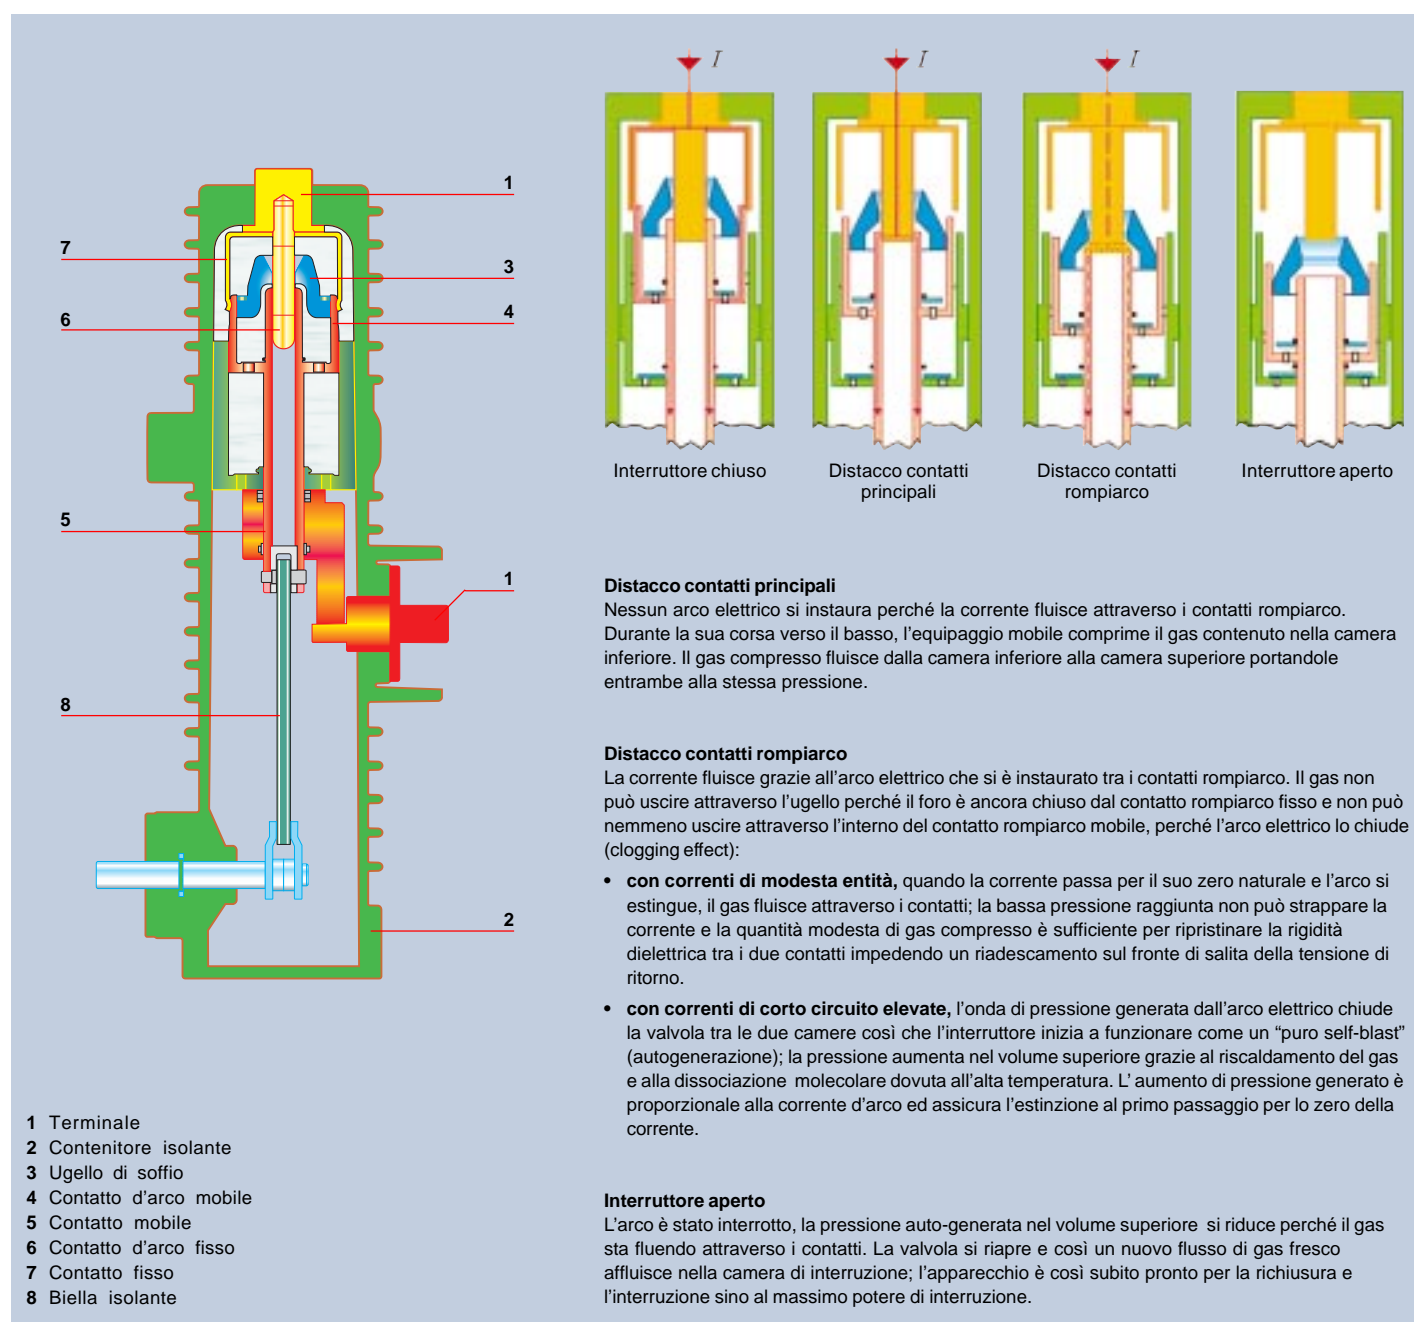 I I I
1
7
3
4
6
5
1
8
2
Interruttore chiuso
Distacco contatti
principali
Distacco contatti
rompiarco
Interruttore aperto
Distacco contatti principali
Nessun arco elettrico si instaura perché la corrente fluisce attraverso i contatti rompiarco.
Durante la sua corsa verso il basso, l’equipaggio mobile comprime il gas contenuto nella camera
inferiore. Il gas compresso fluisce dalla camera inferiore alla camera superiore portandole
entrambe alla stessa pressione.
Distacco contatti rompiarco
La corrente fluisce grazie all’arco elettrico che si è instaurato tra i contatti rompiarco. Il gas non
può uscire attraverso l’ugello perché il foro è ancora chiuso dal contatto rompiarco fisso e non può
nemmeno uscire attraverso l’interno del contatto rompiarco mobile, perché l’arco elettrico lo chiude
(clogging effect):
• con correnti di modesta entità, quando la corrente passa per il suo zero naturale e l’arco si
estingue, il gas fluisce attraverso i contatti; la bassa pressione raggiunta non può strappare la
corrente e la quantità modesta di gas compresso è sufficiente per ripristinare la rigidità
dielettrica tra i due contatti impedendo un riadescamento sul fronte di salita della tensione di
ritorno.
• con correnti di corto circuito elevate, l’onda di pressione generata dall’arco elettrico chiude
la valvola tra le due camere così che l’interruttore inizia a funzionare come un “puro self-blast”
(autogenerazione); la pressione aumenta nel volume superiore grazie al riscaldamento del gas
e alla dissociazione molecolare dovuta all’alta temperatura. L’ aumento di pressione generato è
proporzionale alla corrente d’arco ed assicura l’estinzione al primo passaggio per lo zero della
corrente.
Interruttore aperto
L’arco è stato interrotto, la pressione auto-generata nel volume superiore si riduce perché il gas
sta fluendo attraverso i contatti. La valvola si riapre e così un nuovo flusso di gas fresco
affluisce nella camera di interruzione; l’apparecchio è così subito pronto per la richiusura e
l’interruzione sino al massimo potere di interruzione.
1 Terminale
2 Contenitore isolante
3 Ugello di soffio
4 Contatto d’arco mobile
5 Contatto mobile
6 Contatto d’arco fisso
7 Contatto fisso
8 Biella isolante